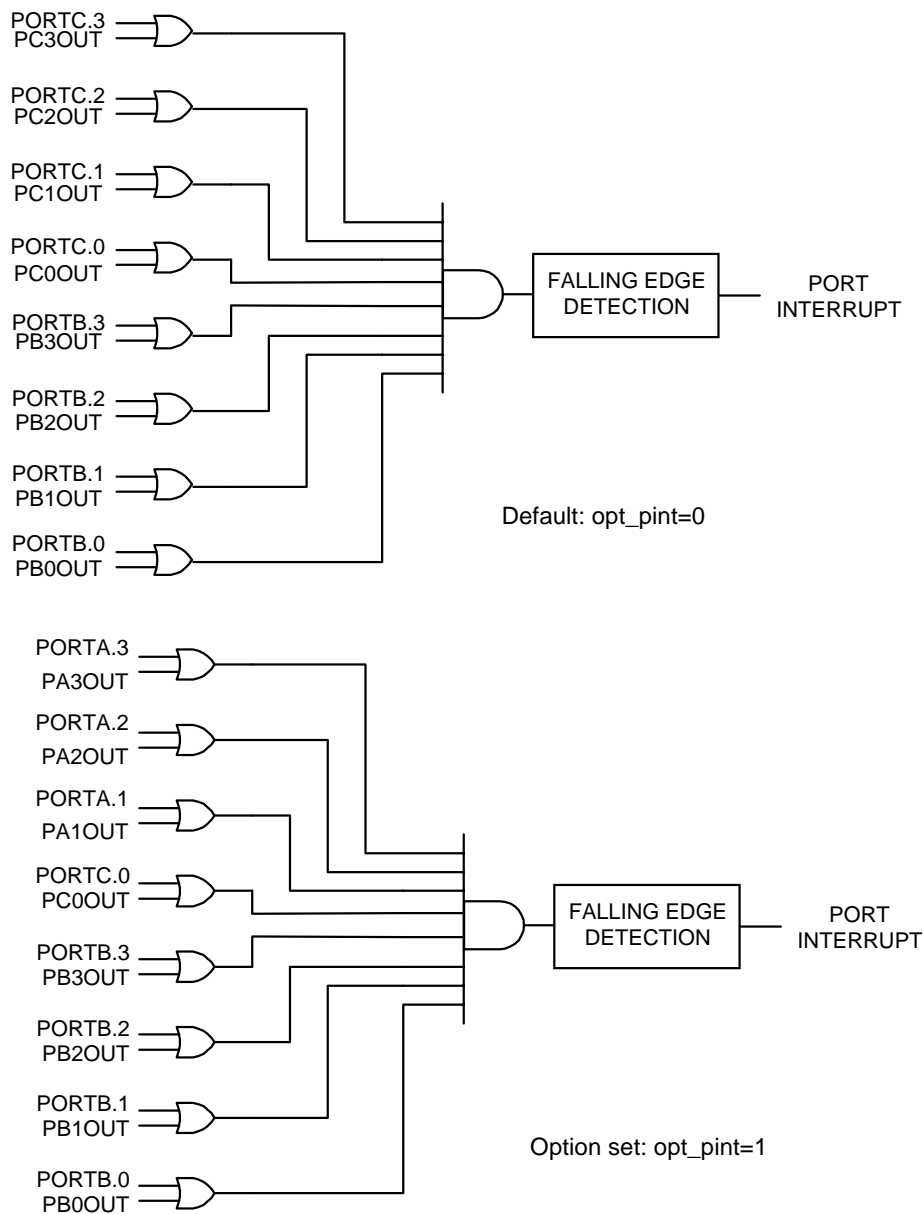 PORTC.3
PC3OUT
PORTC.2
PC2OUT
PORTC.1
PC1OUT
PORTC.0
PC0OUT
PORTB.3
PB3OUT
PORTB.2
PB2OUT
PORTB.1
PB1OUT
PORTB.0
PB0OUT
FALLING EDGE
DETECTION
PORT
INTERRUPT
Default: opt_pint=0
PORTA.3
PA3OUT
PORTA.2
PA2OUT
PORTA.1
PA1OUT
PORTC.0
PC0OUT
PORTB.3
PB3OUT
PORTB.2
PB2OUT
PORTB.1
PB1OUT
PORTB.0
PB0OUT
FALLING EDGE
DETECTION
PORT
INTERRUPT
Option set: opt_pint=1